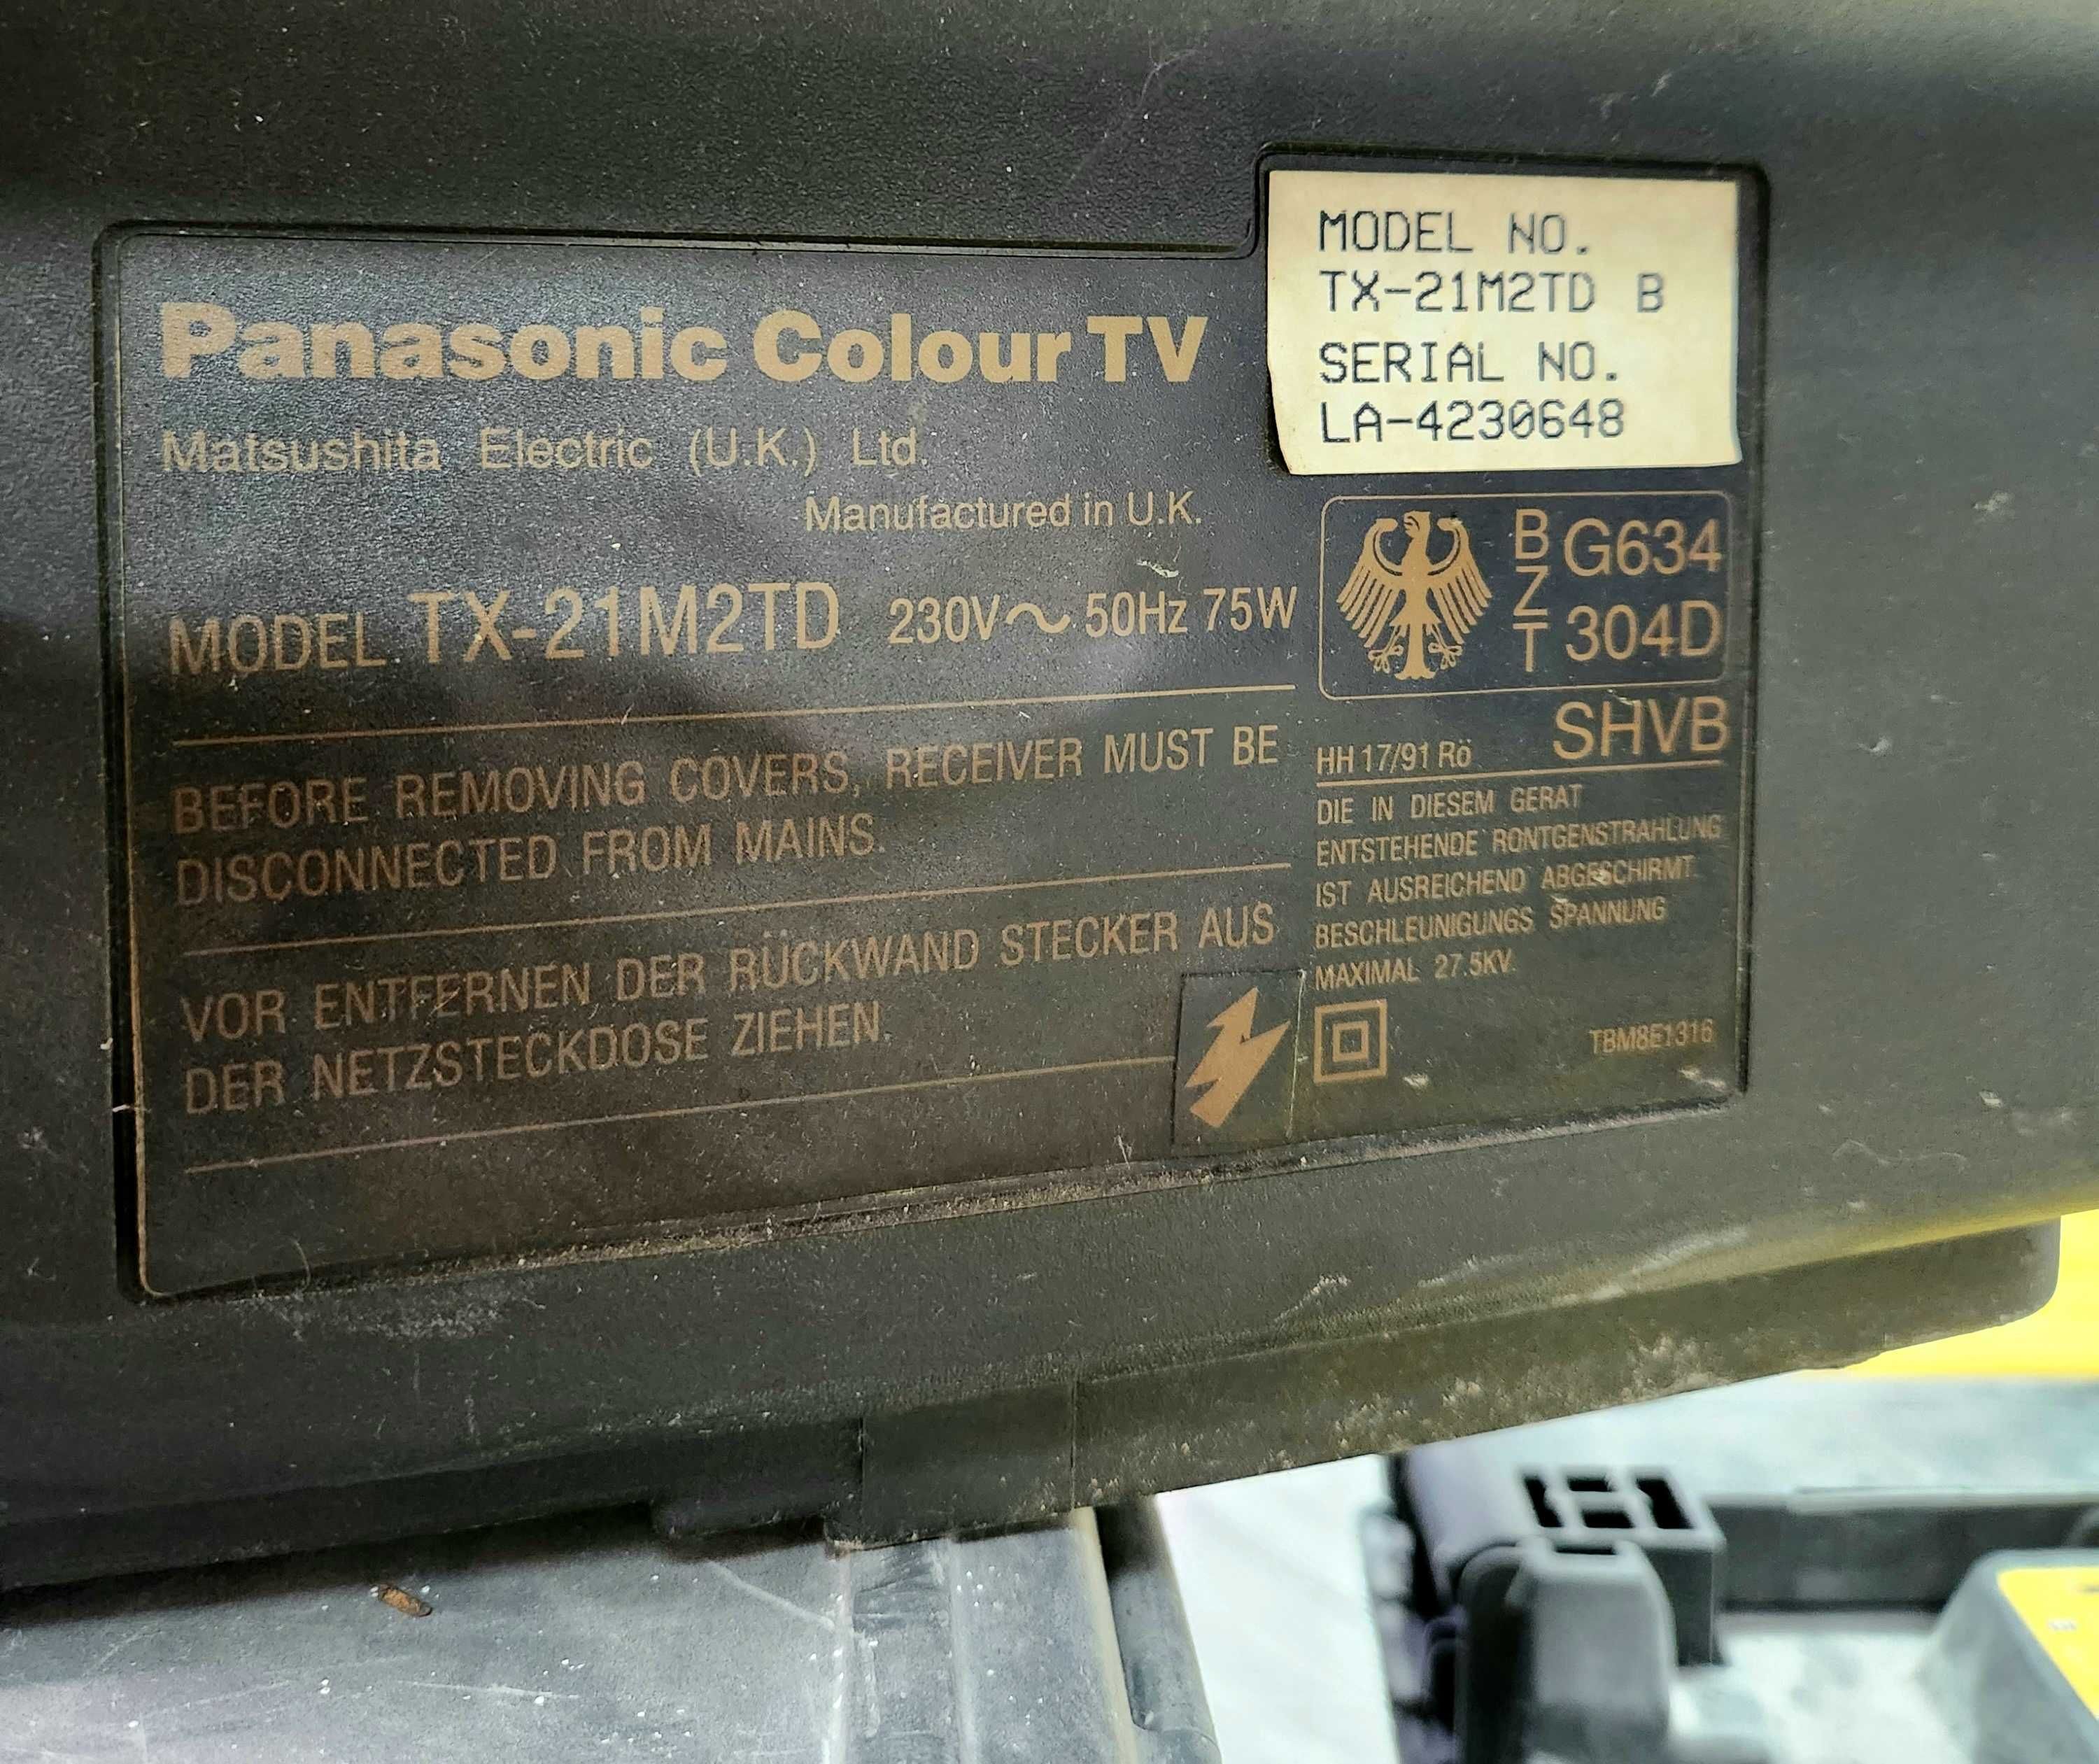 MODEL NO.
TX-21M2TD B
SERIAL NO.
LA-4230648
Panasonic Colour TV
Matsushita Electric (U.K.) Ltd.
Manufactured in U.K.
MODEL TX-21M2TD 230V~ 50Hz 75W
BEFORE REMOVING COVERS, RECEIVER MUST BE
DISCONNECTED FROM MAINS.
VOR ENTFERNEN DER RÜCKWAND STECKER AUS
DER NETZSTECKDOSE ZIEHEN.
BZT
G634
304D
SHVB
HH 17/91 Rö
DIE IN DIESEM GERAT
ENTSTEHENDE RONTGENSTRAHLUNG
IST AUSREICHEND ABGESCHIRMT.
BESCHLEUNIGUNGS SPANNUNG
MAXIMAL 27.5KV.
TBM8E1316